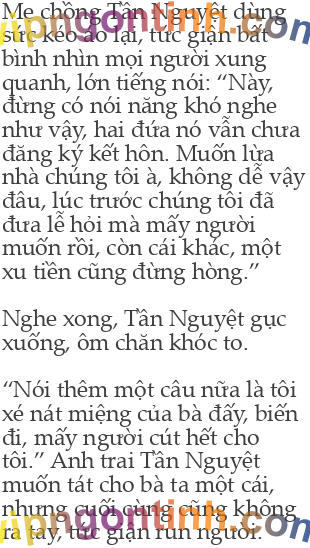 Mẹ chồng Tần Nguyệt dùng
sức kéo áo lại, tức giận bất
bình nhìn mọi người xung
quanh, lớn tiếng nói: “Này,
đừng có nói năng khó nghe
như vậy, hai đứa nó vẫn chưa
đăng ký kết hôn. Muốn lừa
nhà chúng tôi à, không dễ vậy
đâu, lúc trước chúng tôi đã
đưa lễ hỏi mà mấy người
muốn rồi, còn cái khác, một
xu tiền cũng đừng hòng.”
Nghe xong, Tần Nguyệt gục
xuống, ôm chăn khóc to.
“Nói thêm một câu nữa là tôi
xé nát miệng của bà đấy, biến
đi, mấy người cút hết cho
tôi.” Anh trai Tần Nguyệt
muốn tát cho bà ta một cái,
nhưng cuối cùng cũng không
ra tay, tức giận run người.
vipngontinh.com
vipngontinh.com